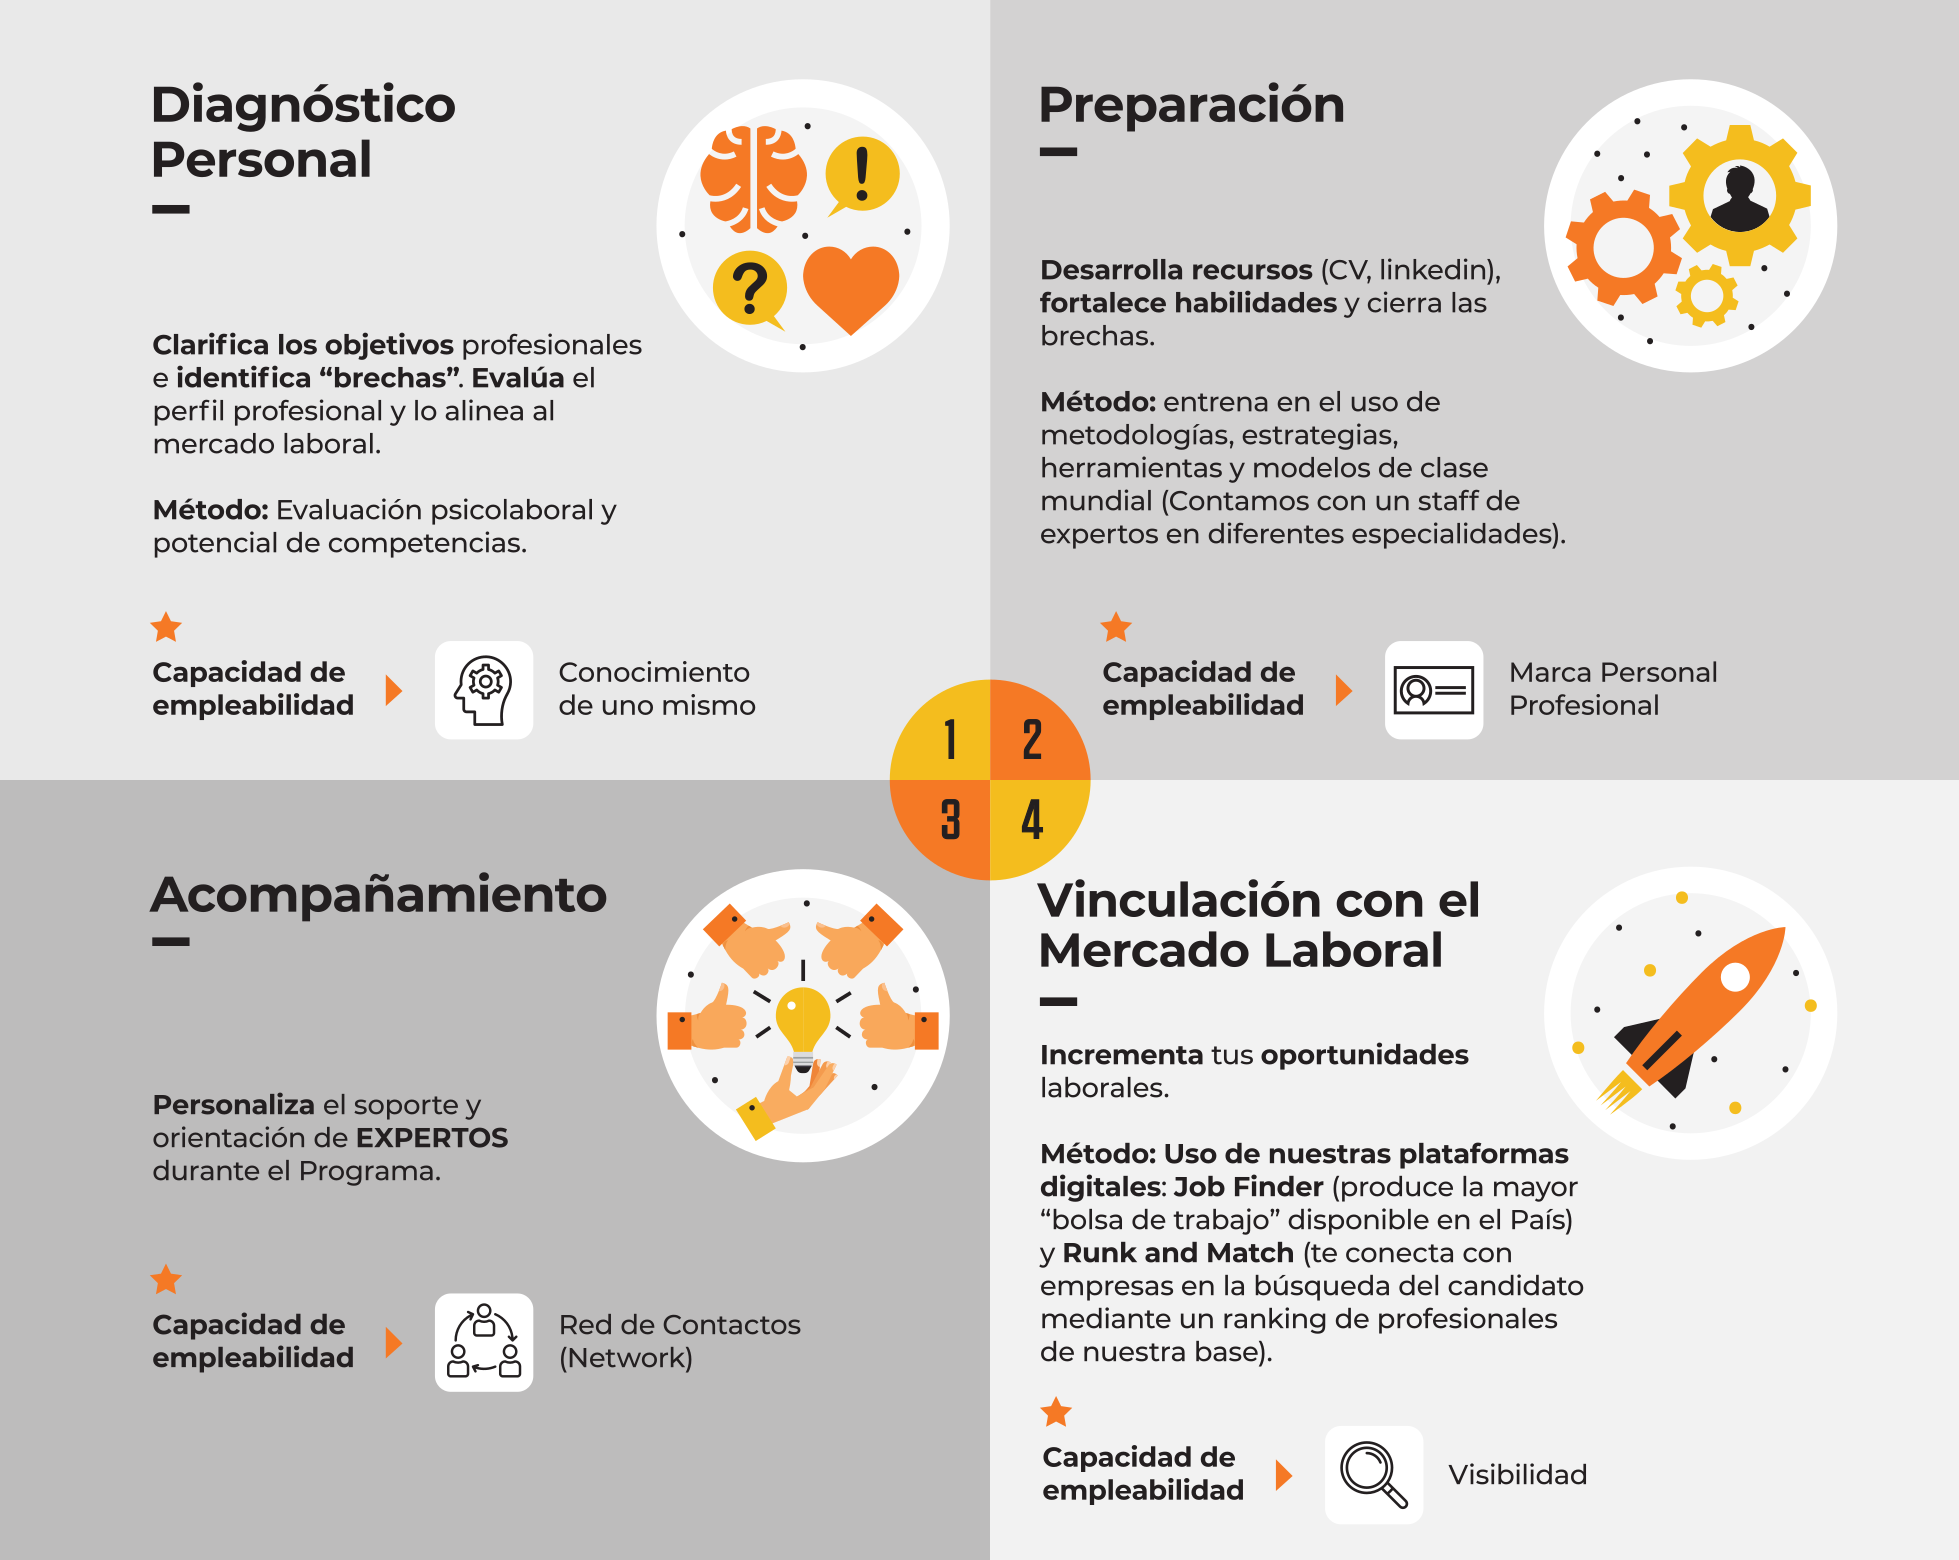 Diagnóstico
Personal
Clarifica los objetivos profesionales
e identifica “brechas”. Evalúa el
perfil profesional y lo alinea al
mercado laboral.
Método: Evaluación psicolaboral y
potencial de competencias.
Capacidad de
empleabilidad
Conocimiento
de uno mismo
Preparación
Desarrolla recursos (CV, linkedin),
fortalece habilidades y cierra las
brechas.
Método: entrena en el uso de
metodologías, estrategias,
herramientas y modelos de clase
mundial (Contamos con un staff de
expertos en diferentes especialidades).
Capacidad de
empleabilidad
Marca Personal
Profesional
1 2
3 4
Acompañamiento
Personaliza el soporte y
orientación de EXPERTOS
durante el Programa.
Capacidad de
empleabilidad
Red de Contactos
(Network)
Vinculación con el
Mercado Laboral
Incrementa tus oportunidades
laborales.
Método: Uso de nuestras plataformas
digitales: Job Finder (produce la mayor
“bolsa de trabajo” disponible en el País)
y Runk and Match (te conecta con
empresas en la búsqueda del candidato
mediante un ranking de profesionales
de nuestra base).
Capacidad de
empleabilidad
Visibilidad